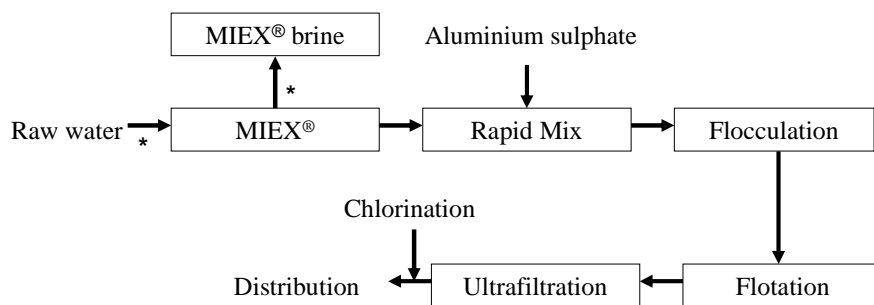 MIEX® brine
Aluminium sulphate
*
Raw water
*
MIEX®
Rapid Mix
Flocculation
Chlorination
Distribution
Ultrafiltration
Flotation